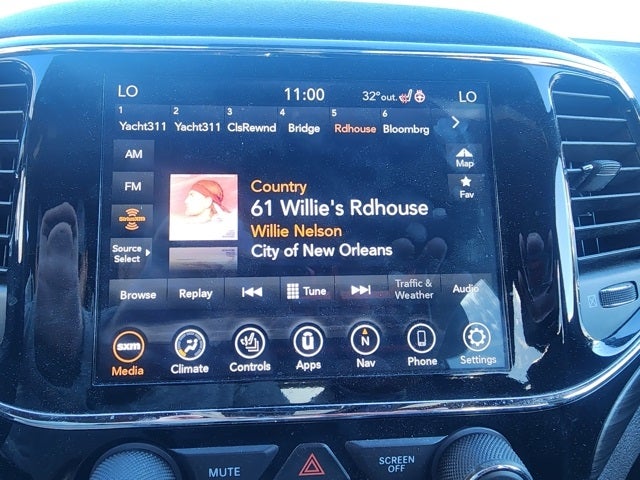 LO 11:00 32° out. LO
1 2 3 4 5 6
Yacht311 Yacht311 ClsRewnd Bridge Rdhouse Bloombrg
AM
Map
FM
Country
Fav
61 Willie's Rdhouse
SiriusXM
Willie Nelson
Source
Select
City of New Orleans
Browse Replay Tune Traffic & Weather Audio
sxm
Media Climate Controls Apps Nav Phone Settings
MUTE SCREEN
OFF